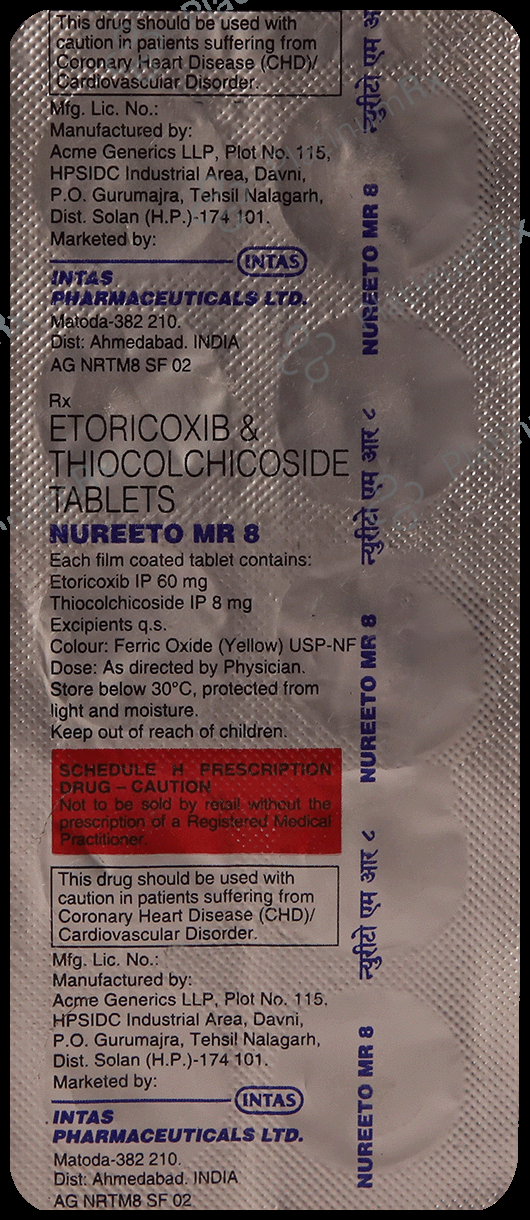 This drug should be used with
caution in patients suffering from
Coronary Heart Disease (CHD)/
Cardiovascular Disorder.
Mfg. Lic. No.:
Manufactured by:
Acme Generics LLP, Plot No. 115,
HPSIDC Industrial Area, Davni,
P.O. Gurumajra, Tehsil Nalagarh,
Dist. Solan (H.P.)-174 101.
Marketed by:
INTAS
INTAS
PHARMACEUTICALS LTD.
Matoda-382 210.
Dist: Ahmedabad. INDIA
AG NRTM8 SF 02
Rx
ETORICOXIB &
THIOCOLCHICOSIDE
TABLETS
NUREETO MR 8
Each film coated tablet contains:
Etoricoxib IP 60 mg
Thiocolchicoside IP 8 mg
Excipients q.s.
Colour: Ferric Oxide (Yellow) USP-NF
Dose: As directed by Physician.
Store below 30°C, protected from
light and moisture.
Keep out of reach of children.
SCHEDULE H PRESCRIPTION
DRUG – CAUTION
Not to be sold by retail without the
prescription of a Registered Medical
Practitioner.
This drug should be used with
caution in patients suffering from
Coronary Heart Disease (CHD)/
Cardiovascular Disorder.
Mfg. Lic. No.:
Manufactured by:
Acme Generics LLP, Plot No. 115,
HPSIDC Industrial Area, Davni,
P.O. Gurumajra, Tehsil Nalagarh,
Dist. Solan (H.P.)-174 101.
Marketed by:
INTAS
INTAS
PHARMACEUTICALS LTD.
Matoda-382 210.
Dist: Ahmedabad. INDIA
AG NRTM8 SF 02
न्युरीटो एम
NUREETO MR 8
न्युरीटो एम आर ८
NUREETO MR 8
न्युरीटो एम आर ८
NUREETO MR 8